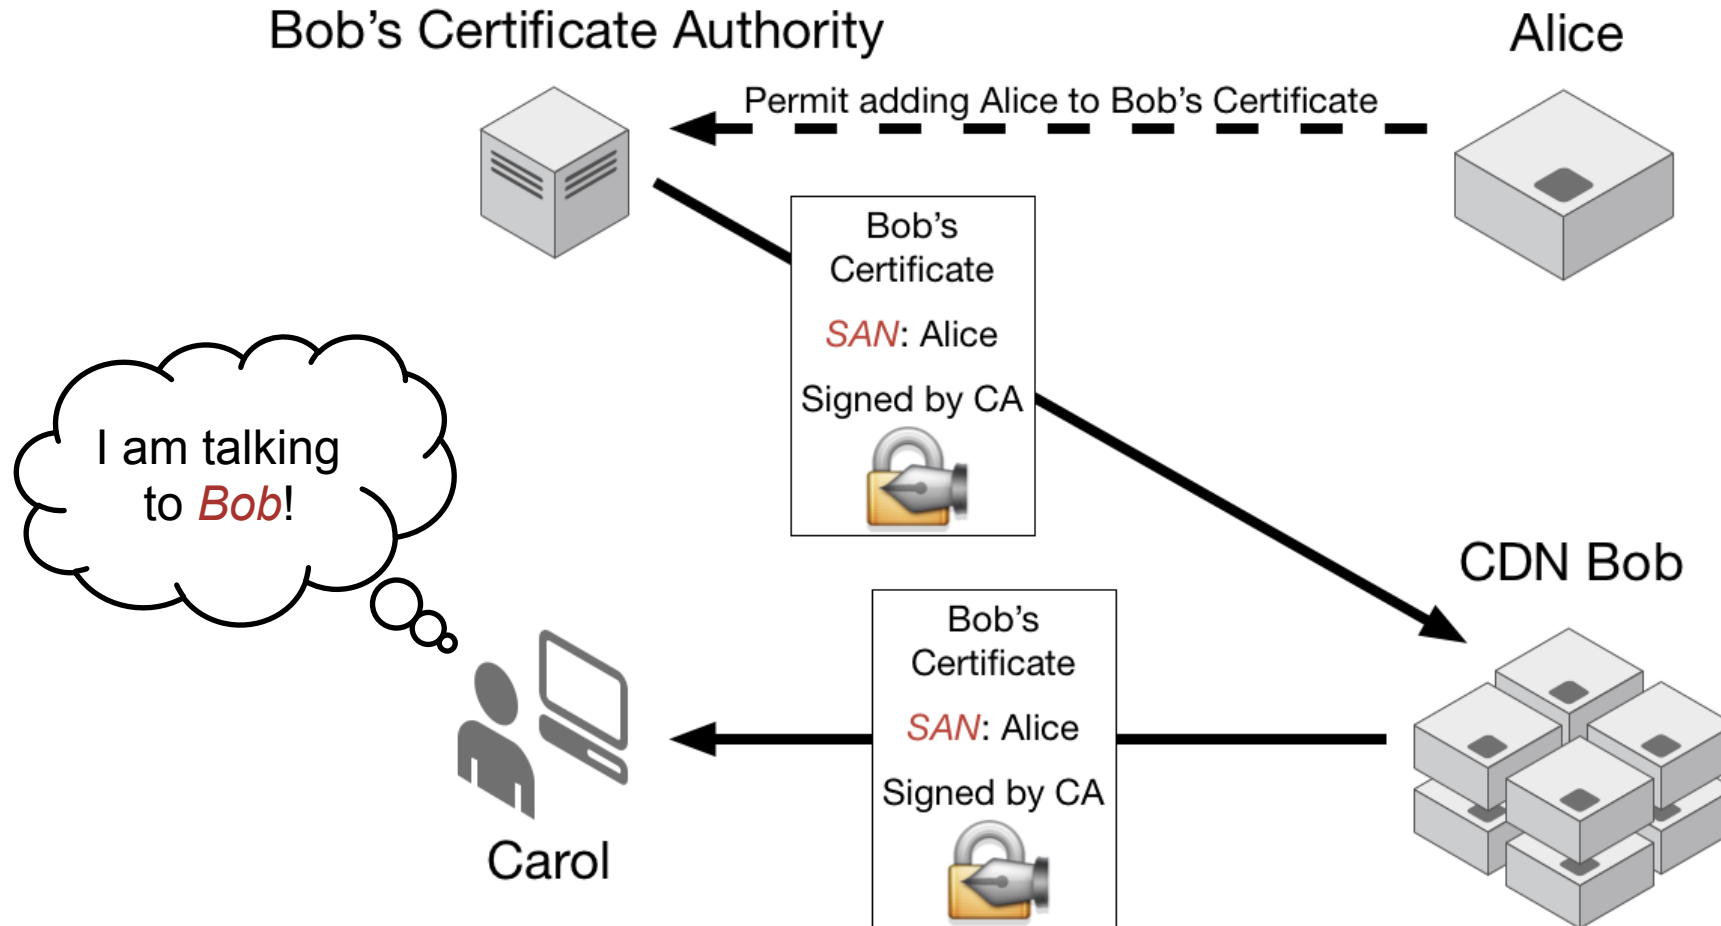 Bob’s Certificate Authority
Alice
Permit adding Alice to Bob’s Certificate
Bob’s
Certificate
SAN: Alice
Signed by CA
I am talking
to Bob!
CDN Bob
Bob’s
Certificate
SAN: Alice
Signed by CA
Carol